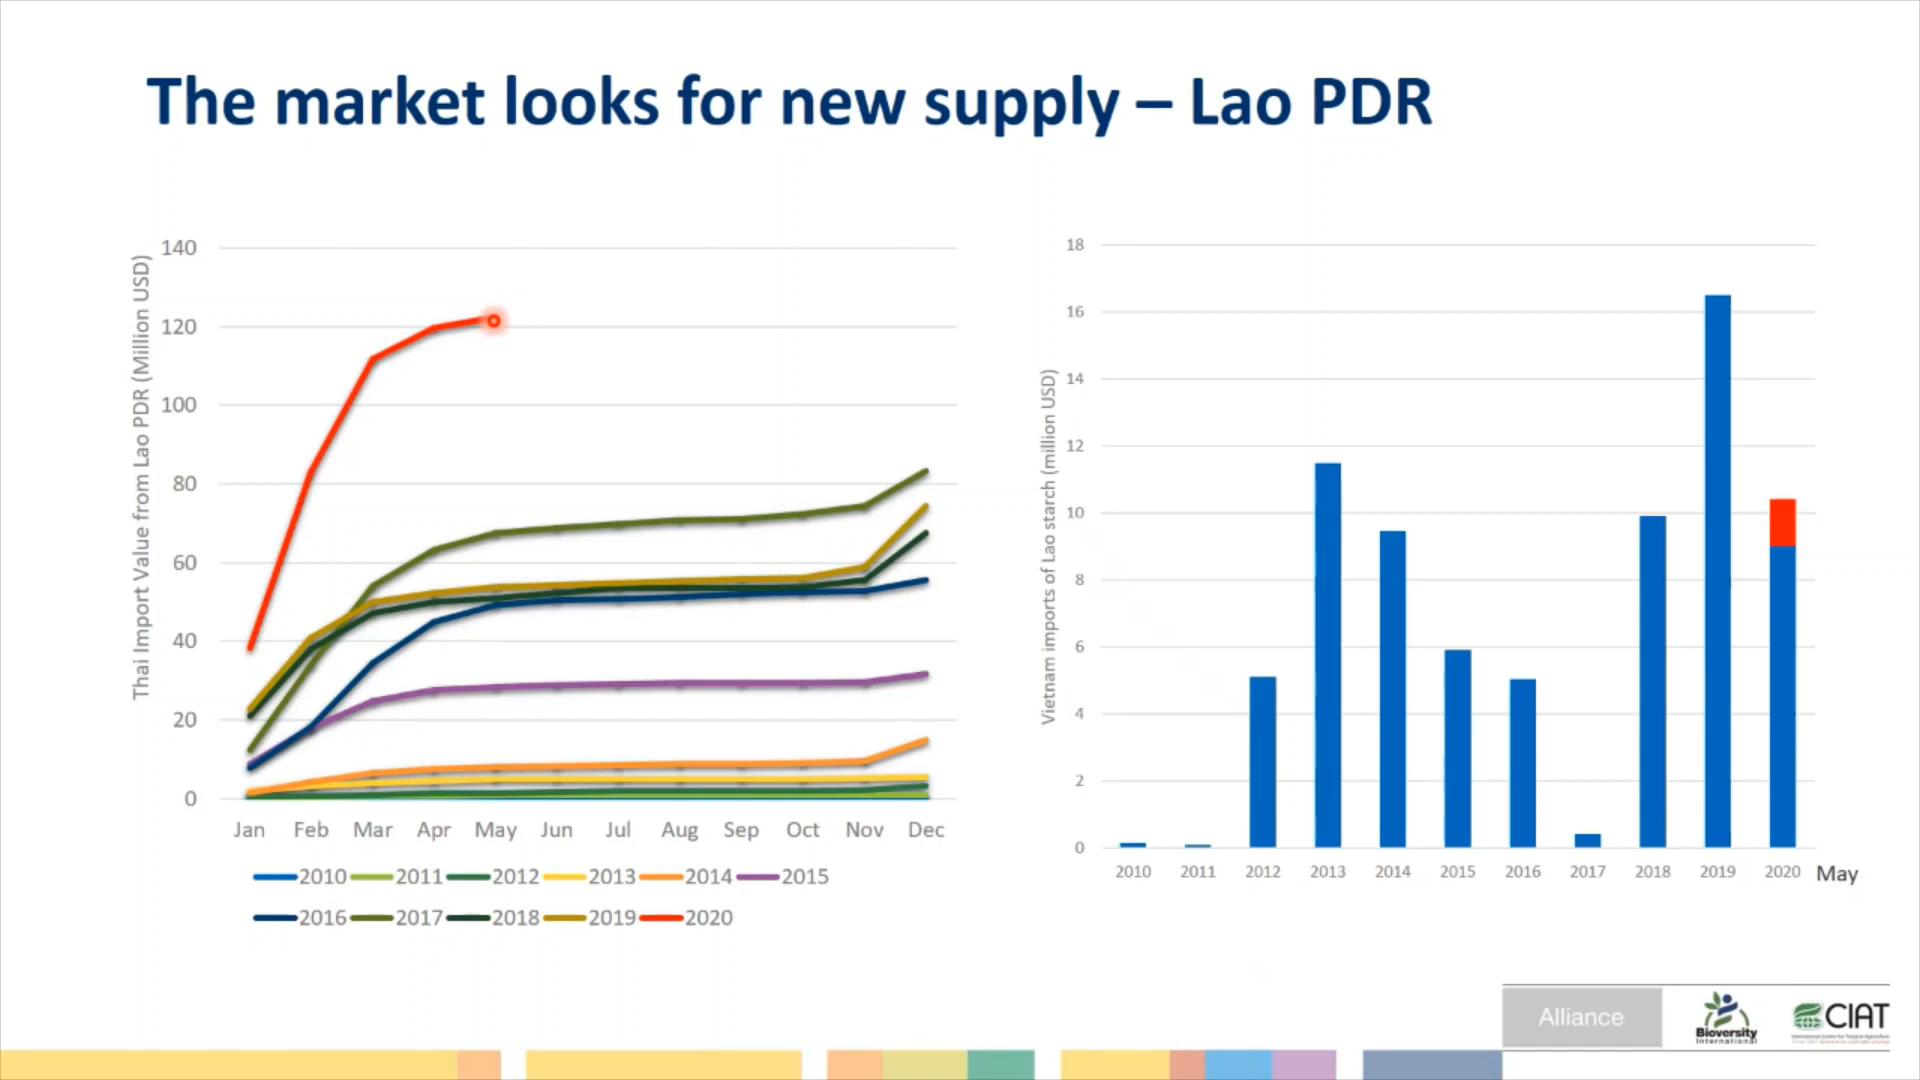 The market looks for new supply – Lao PDR
Thai Import Value from Lao PDR (Million USD)
140
120
100
80
60
40
20
0
Jan Feb Mar Apr May Jun Jul Aug Sep Oct Nov Dec
2010 2011 2012 2013 2014 2015
2016 2017 2018 2019 2020
Vietnam imports of Lao starch (million USD)
18
16
14
12
10
8
6
4
2
0
2010 2011 2012 2013 2014 2015 2016 2017 2018 2019 2020 May
Alliance
Bioversity
International
CIAT